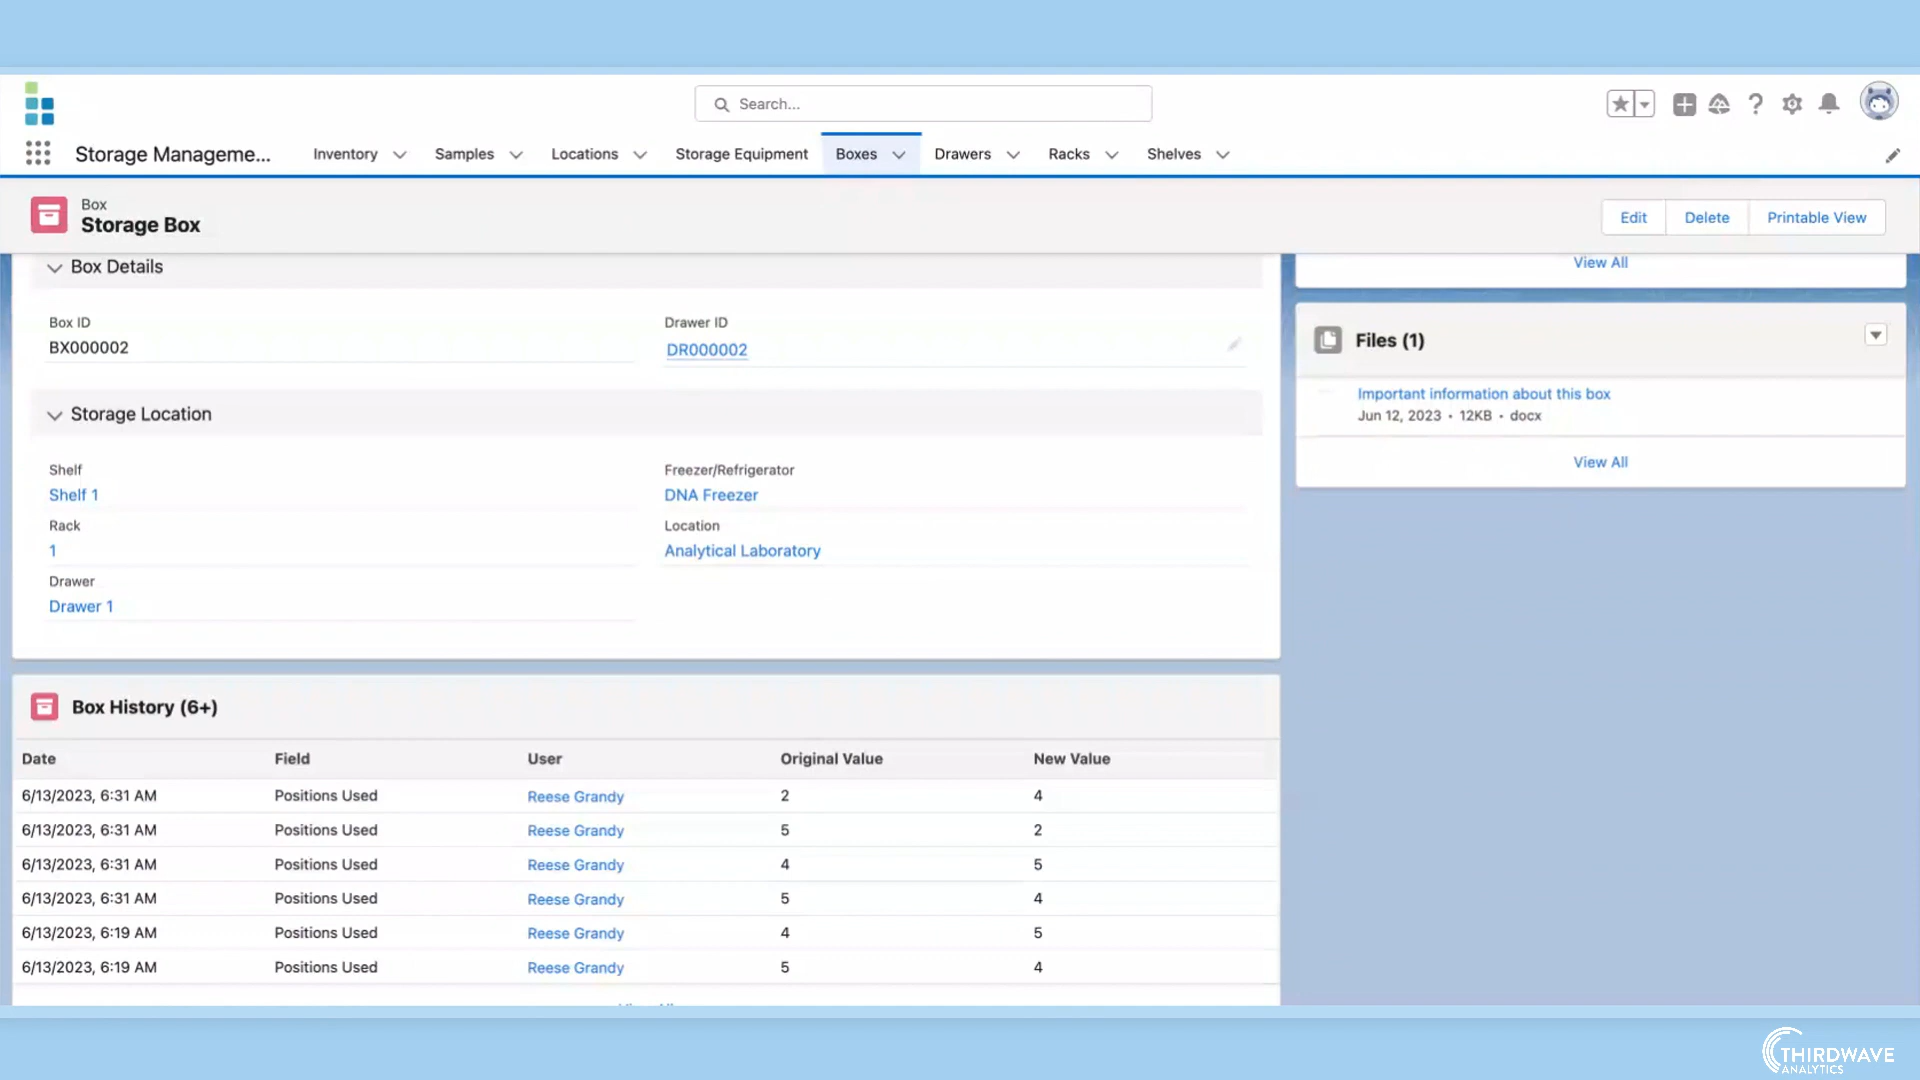 Search...
Storage Manageme...
Inventory
Samples
Locations
Storage Equipment
Boxes
Drawers
Racks
Shelves
Box
Storage Box
Edit
Delete
Printable View
Box Details
View All
Box ID
BX000002
Drawer ID
DR000002
Files (1)
Important information about this box
Jun 12, 2023 • 12KB • docx
View All
Storage Location
Shelf
Shelf 1
Freezer/Refrigerator
DNA Freezer
Rack
1
Location
Analytical Laboratory
Drawer
Drawer 1
Box History (6+)
Date Field User Original Value New Value
6/13/2023, 6:31 AM Positions Used Reese Grandy 2 4
6/13/2023, 6:31 AM Positions Used Reese Grandy 5 2
6/13/2023, 6:31 AM Positions Used Reese Grandy 4 5
6/13/2023, 6:31 AM Positions Used Reese Grandy 5 4
6/13/2023, 6:19 AM Positions Used Reese Grandy 4 5
6/13/2023, 6:19 AM Positions Used Reese Grandy 5 4
THIRDWAVE
ANALYTICS